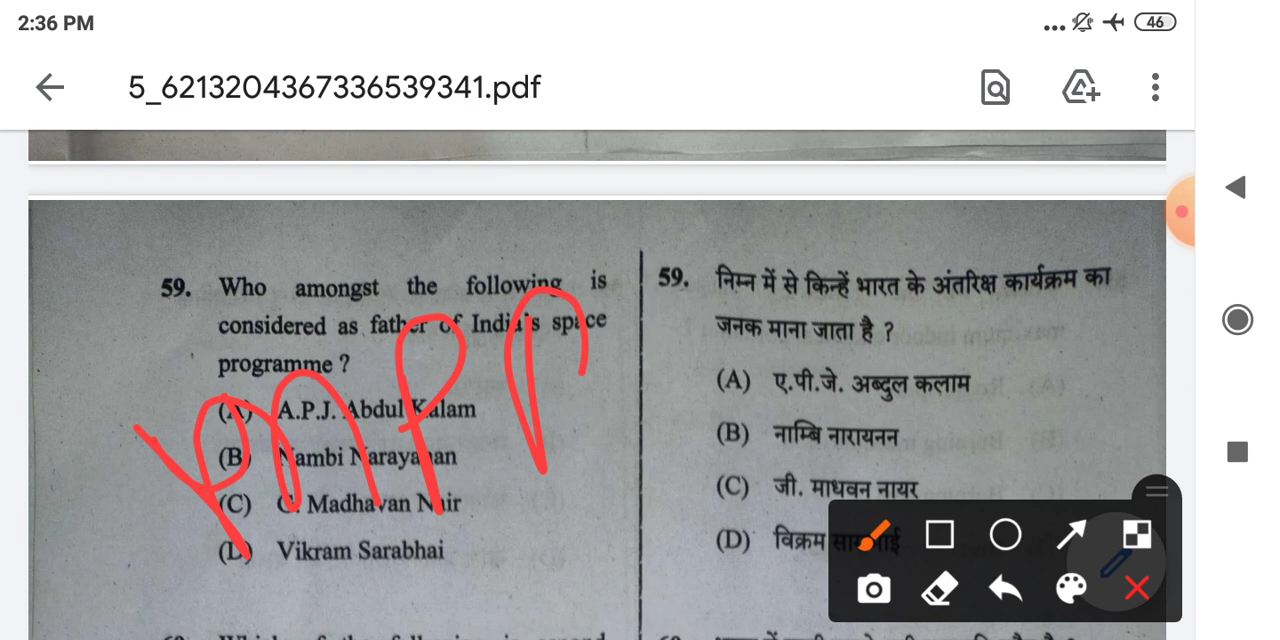 2:36 PM
46
5_6213204367336539341.pdf
59. Who amongst the following is
considered as father of India's space
programme ?
(A) A.P.J. Abdul Kalam
(B) Nambi Narayanan
(C) G. Madhavan Nair
(D) Vikram Sarabhai
59. निम्न में से किन्हें भारत के अंतरिक्ष कार्यक्रम का
जनक माना जाता है ?
(A) ए.पी.जे. अब्दुल कलाम
(B) नाम्बि नारायनन
(C) जी. माधवन नायर
(D) विक्रम साराभाई